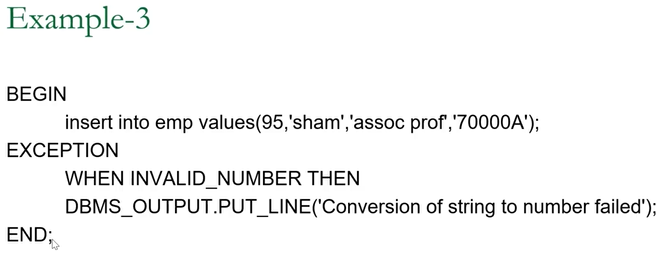 Example-3
BEGIN
insert into emp values(95,'sham','assoc prof','70000A');
EXCEPTION
WHEN INVALID_NUMBER THEN
DBMS_OUTPUT.PUT_LINE('Conversion of string to number failed');
END;